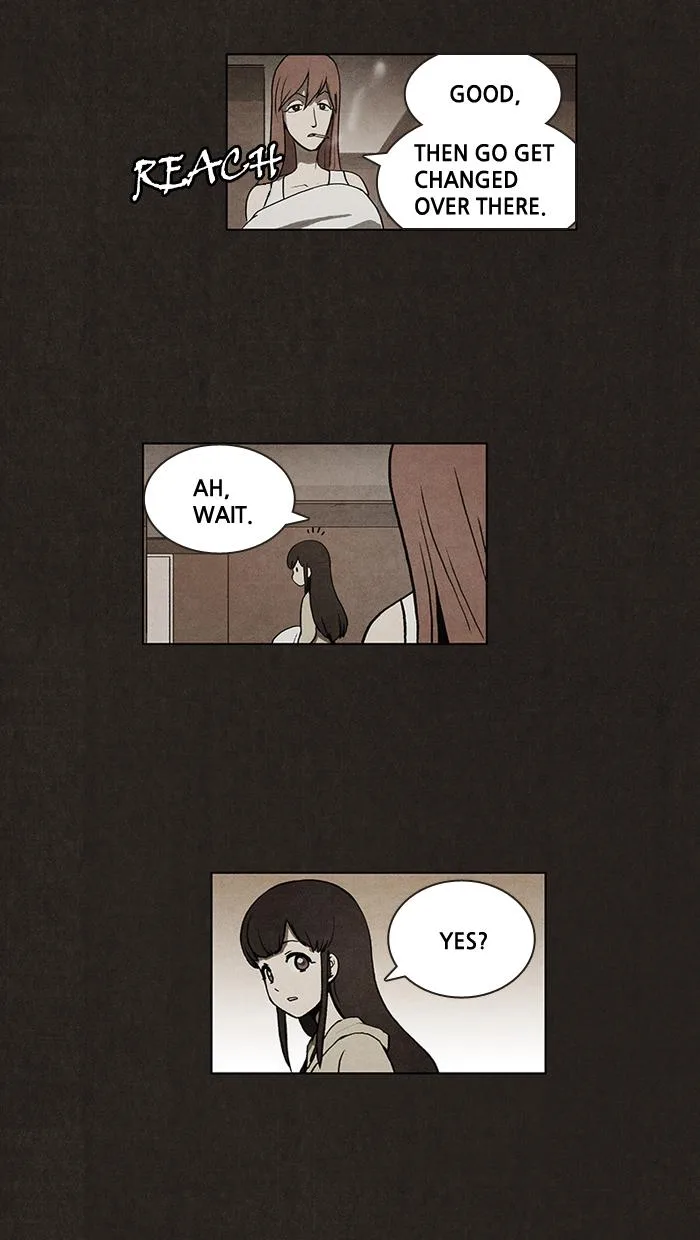 GOOD,
THEN GO GET
CHANGED
OVER THERE.
REACH
AH,
WAIT.
YES?